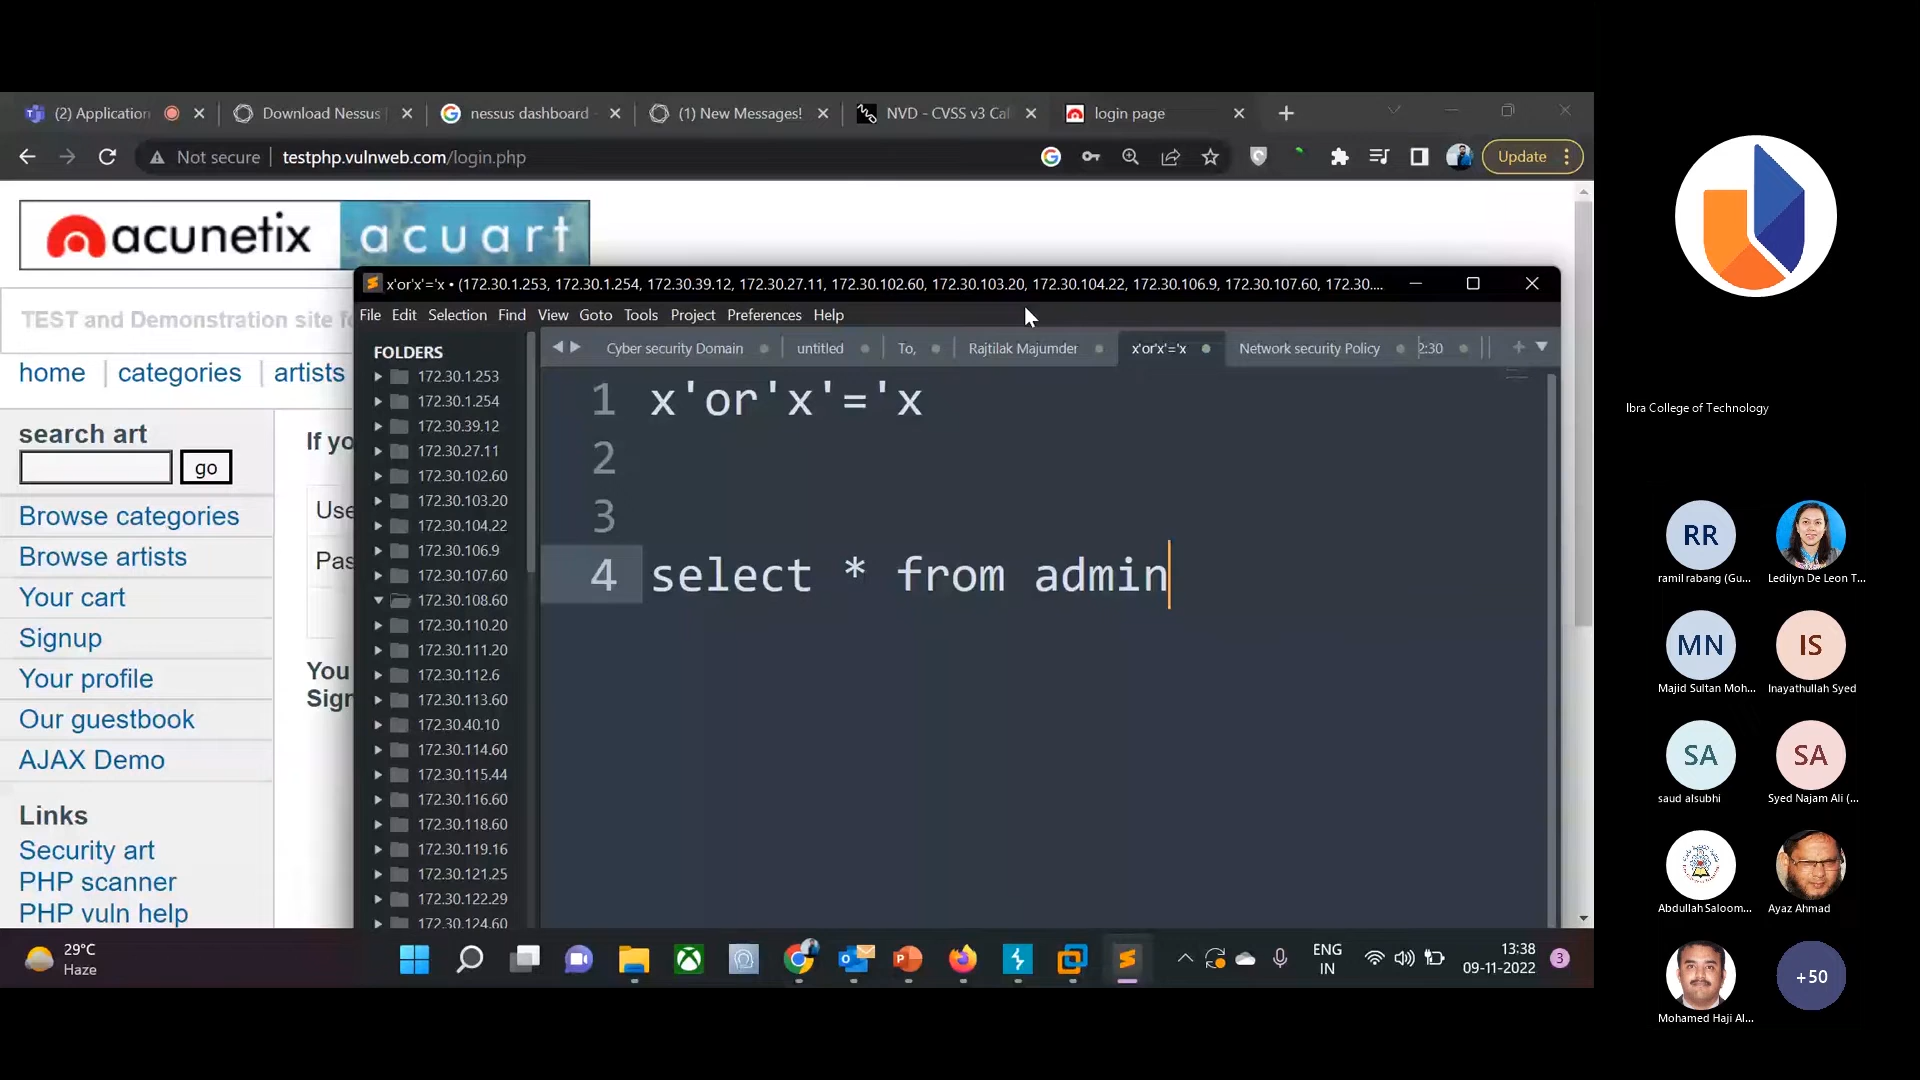 (2) Application
Download Nessus
nessus dashboard -
(1) New Messages!
NVD - CVSS v3 Cal
login page
Not secure
testphp.vulnweb.com/login.php
Update
acunetix
acuart
TEST and Demonstration site fo
home
categories
artists
search art
go
Browse categories
Browse artists
Your cart
Signup
Your profile
Our guestbook
AJAX Demo
Links
Security art
PHP scanner
PHP vuln help
If yo
Use
Pas
You
Sign
x'or'x'='x • (172.30.1.253, 172.30.1.254, 172.30.39.12, 172.30.27.11, 172.30.102.60, 172.30.103.20, 172.30.104.22, 172.30.106.9, 172.30.107.60, 172.30....
File Edit Selection Find View Goto Tools Project Preferences Help
FOLDERS
172.30.1.253
172.30.1.254
172.30.39.12
172.30.27.11
172.30.102.60
172.30.103.20
172.30.104.22
172.30.106.9
172.30.107.60
172.30.108.60
172.30.110.20
172.30.111.20
172.30.112.6
172.30.113.60
172.30.40.10
172.30.114.60
172.30.115.44
172.30.116.60
172.30.118.60
172.30.119.16
172.30.121.25
172.30.122.29
172.30.124.60
Cyber security Domain
untitled
To,
Rajtilak Majumder
x'or'x'='x
Network security Policy
2:30
1 x'or'x'='x
2
3
4 select * from admin
29°C
Haze
ENG
IN
13:38
09-11-2022
3
Ibra College of Technology
RR
ramil rabang (Gu...
Ledilyn De Leon T...
MN
Majid Sultan Moh...
IS
Inayathullah Syed
SA
saud alsubhi
SA
Syed Najam Ali (...
Abdullah Saloom...
Ayaz Ahmad
Mohamed Haji Al...
+50